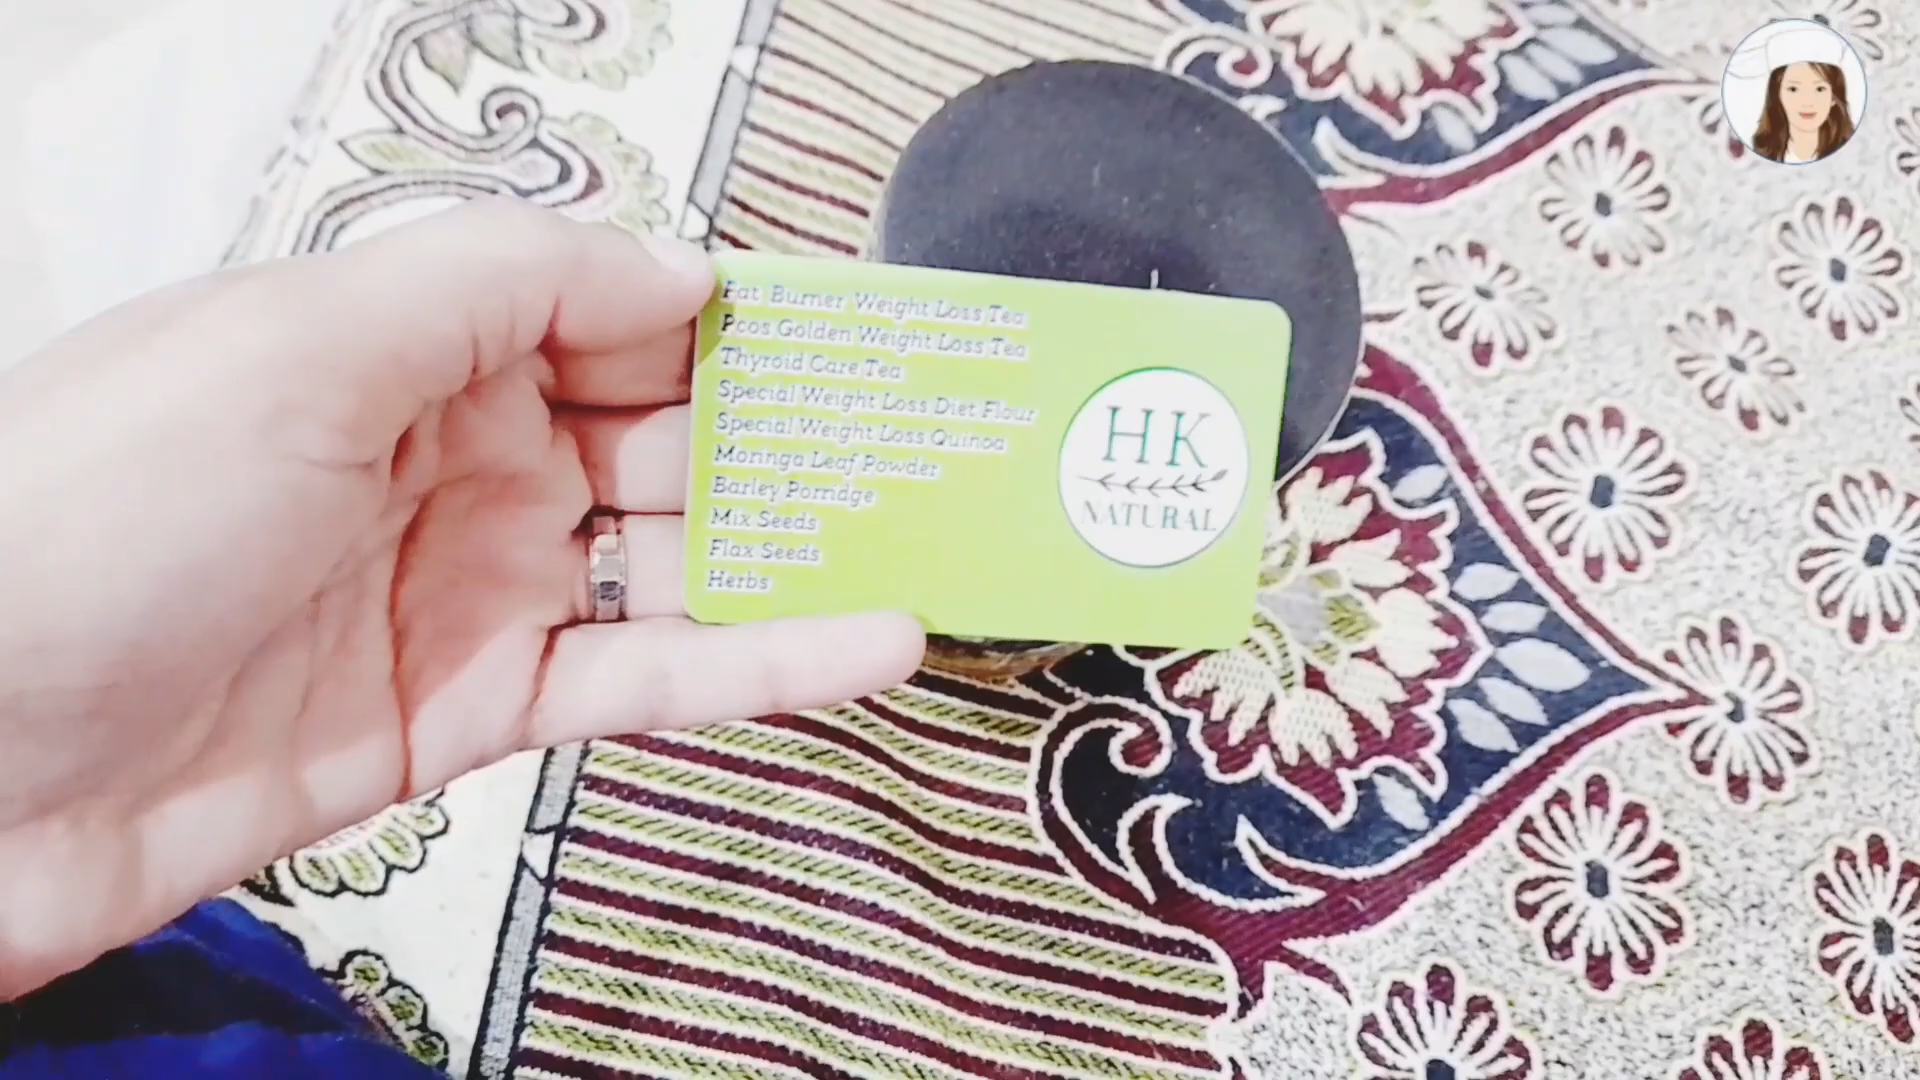 Fat Burner Weight Loss Tea
Pcos Golden Weight Loss Tea
Thyroid Care Tea
Special Weight Loss Diet Flour
Special Weight Loss Quinoa
Moringa Leaf Powder
Barley Porridge
Mix Seeds
Flax Seeds
Herbs
HK
NATURAL